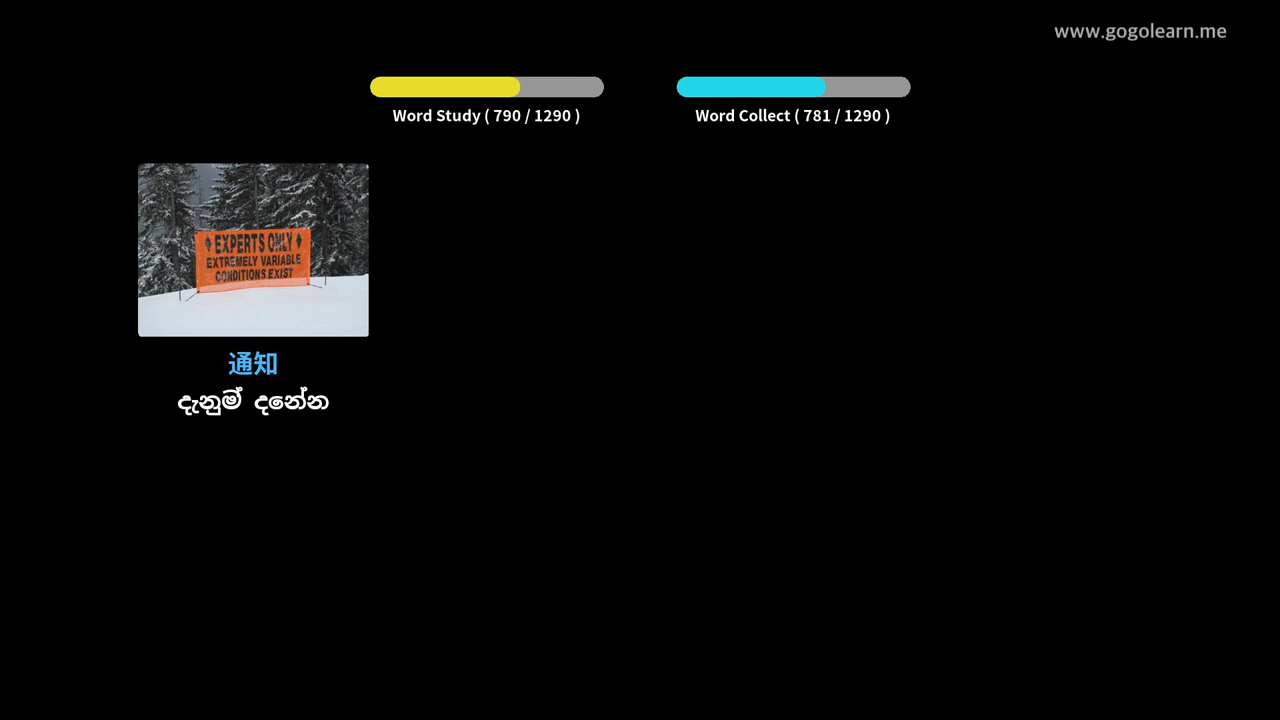 www.gogolearn.me
Word Study ( 790 / 1290 )
Word Collect ( 781 / 1290 )
EXPERTS ONLY
EXTREMELY VARIABLE
CONDITIONS EXIST
通知
දැනුම් දනේන